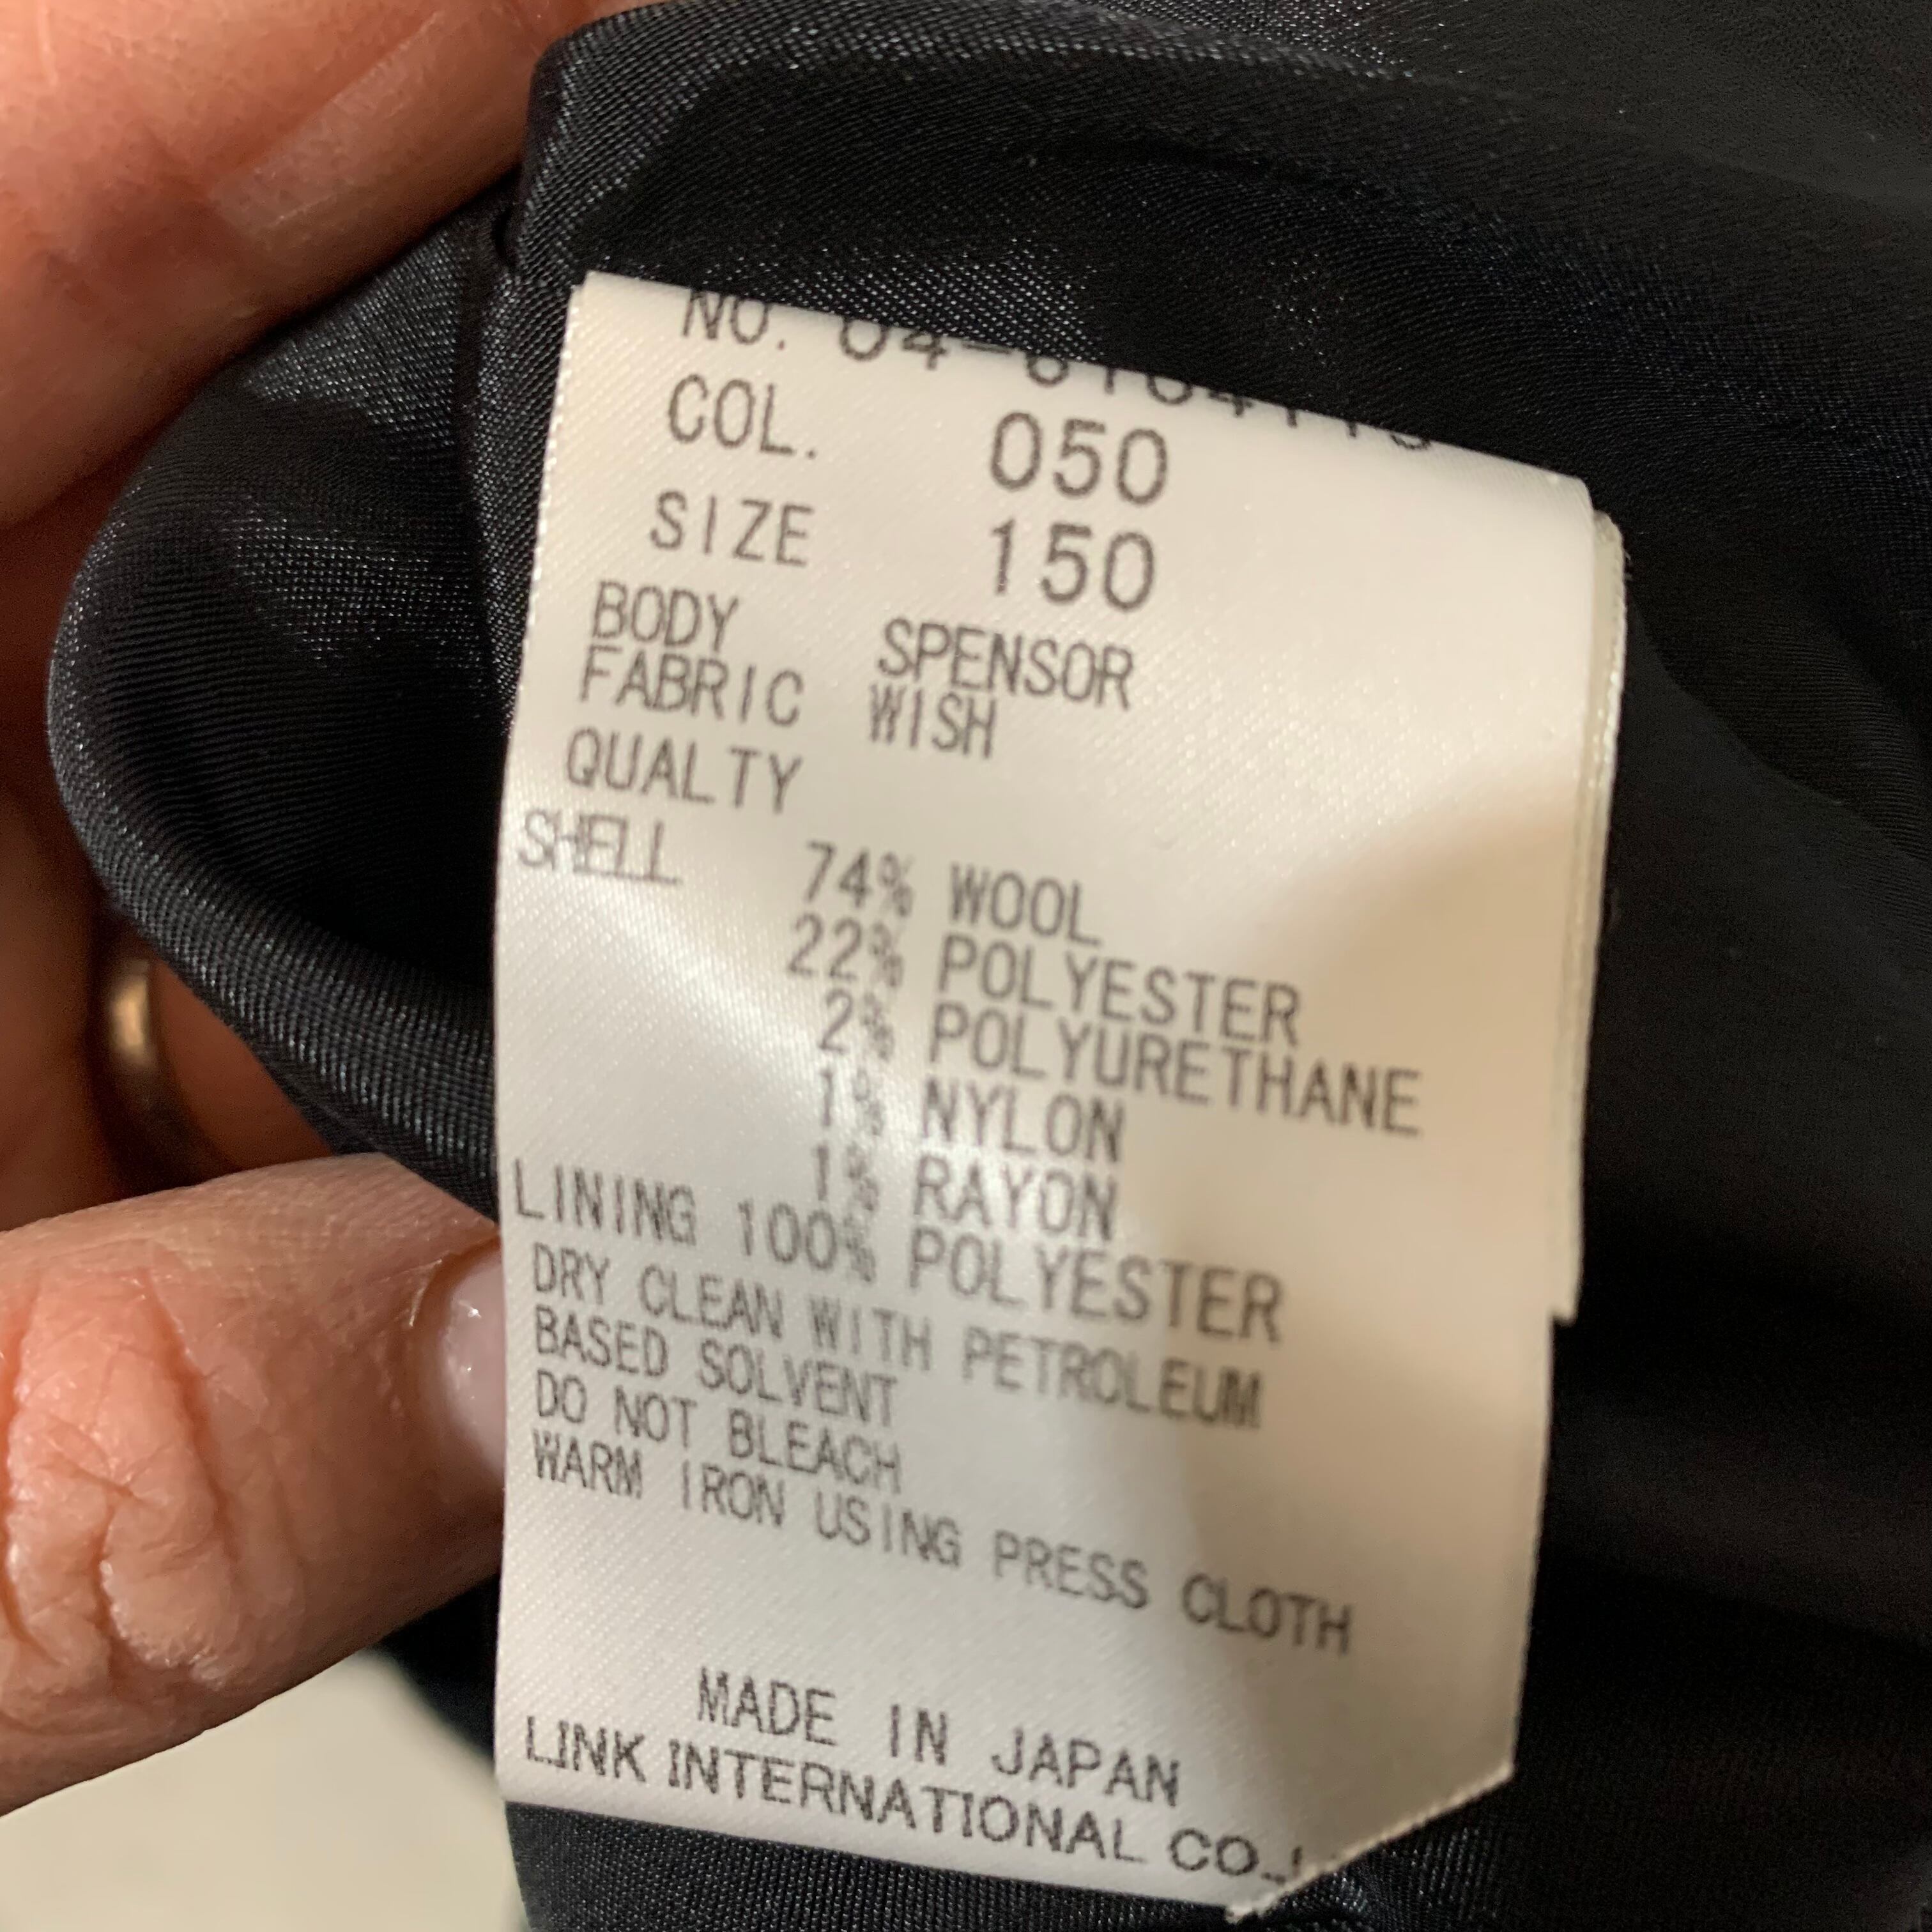 NO.
COL. 050
SIZE 150
BODY SPENSOR
FABRIC WISH
QUALTY
SHELL 74% WOOL
22% POLYESTER
2% POLYURETHANE
1% NYLON
1% RAYON
LINING 100% POLYESTER
DRY CLEAN WITH PETROLEUM
BASED SOLVENT
DO NOT BLEACH
WARM IRON USING PRESS CLOTH
MADE IN JAPAN
LINK INTERNATIONAL CO.,